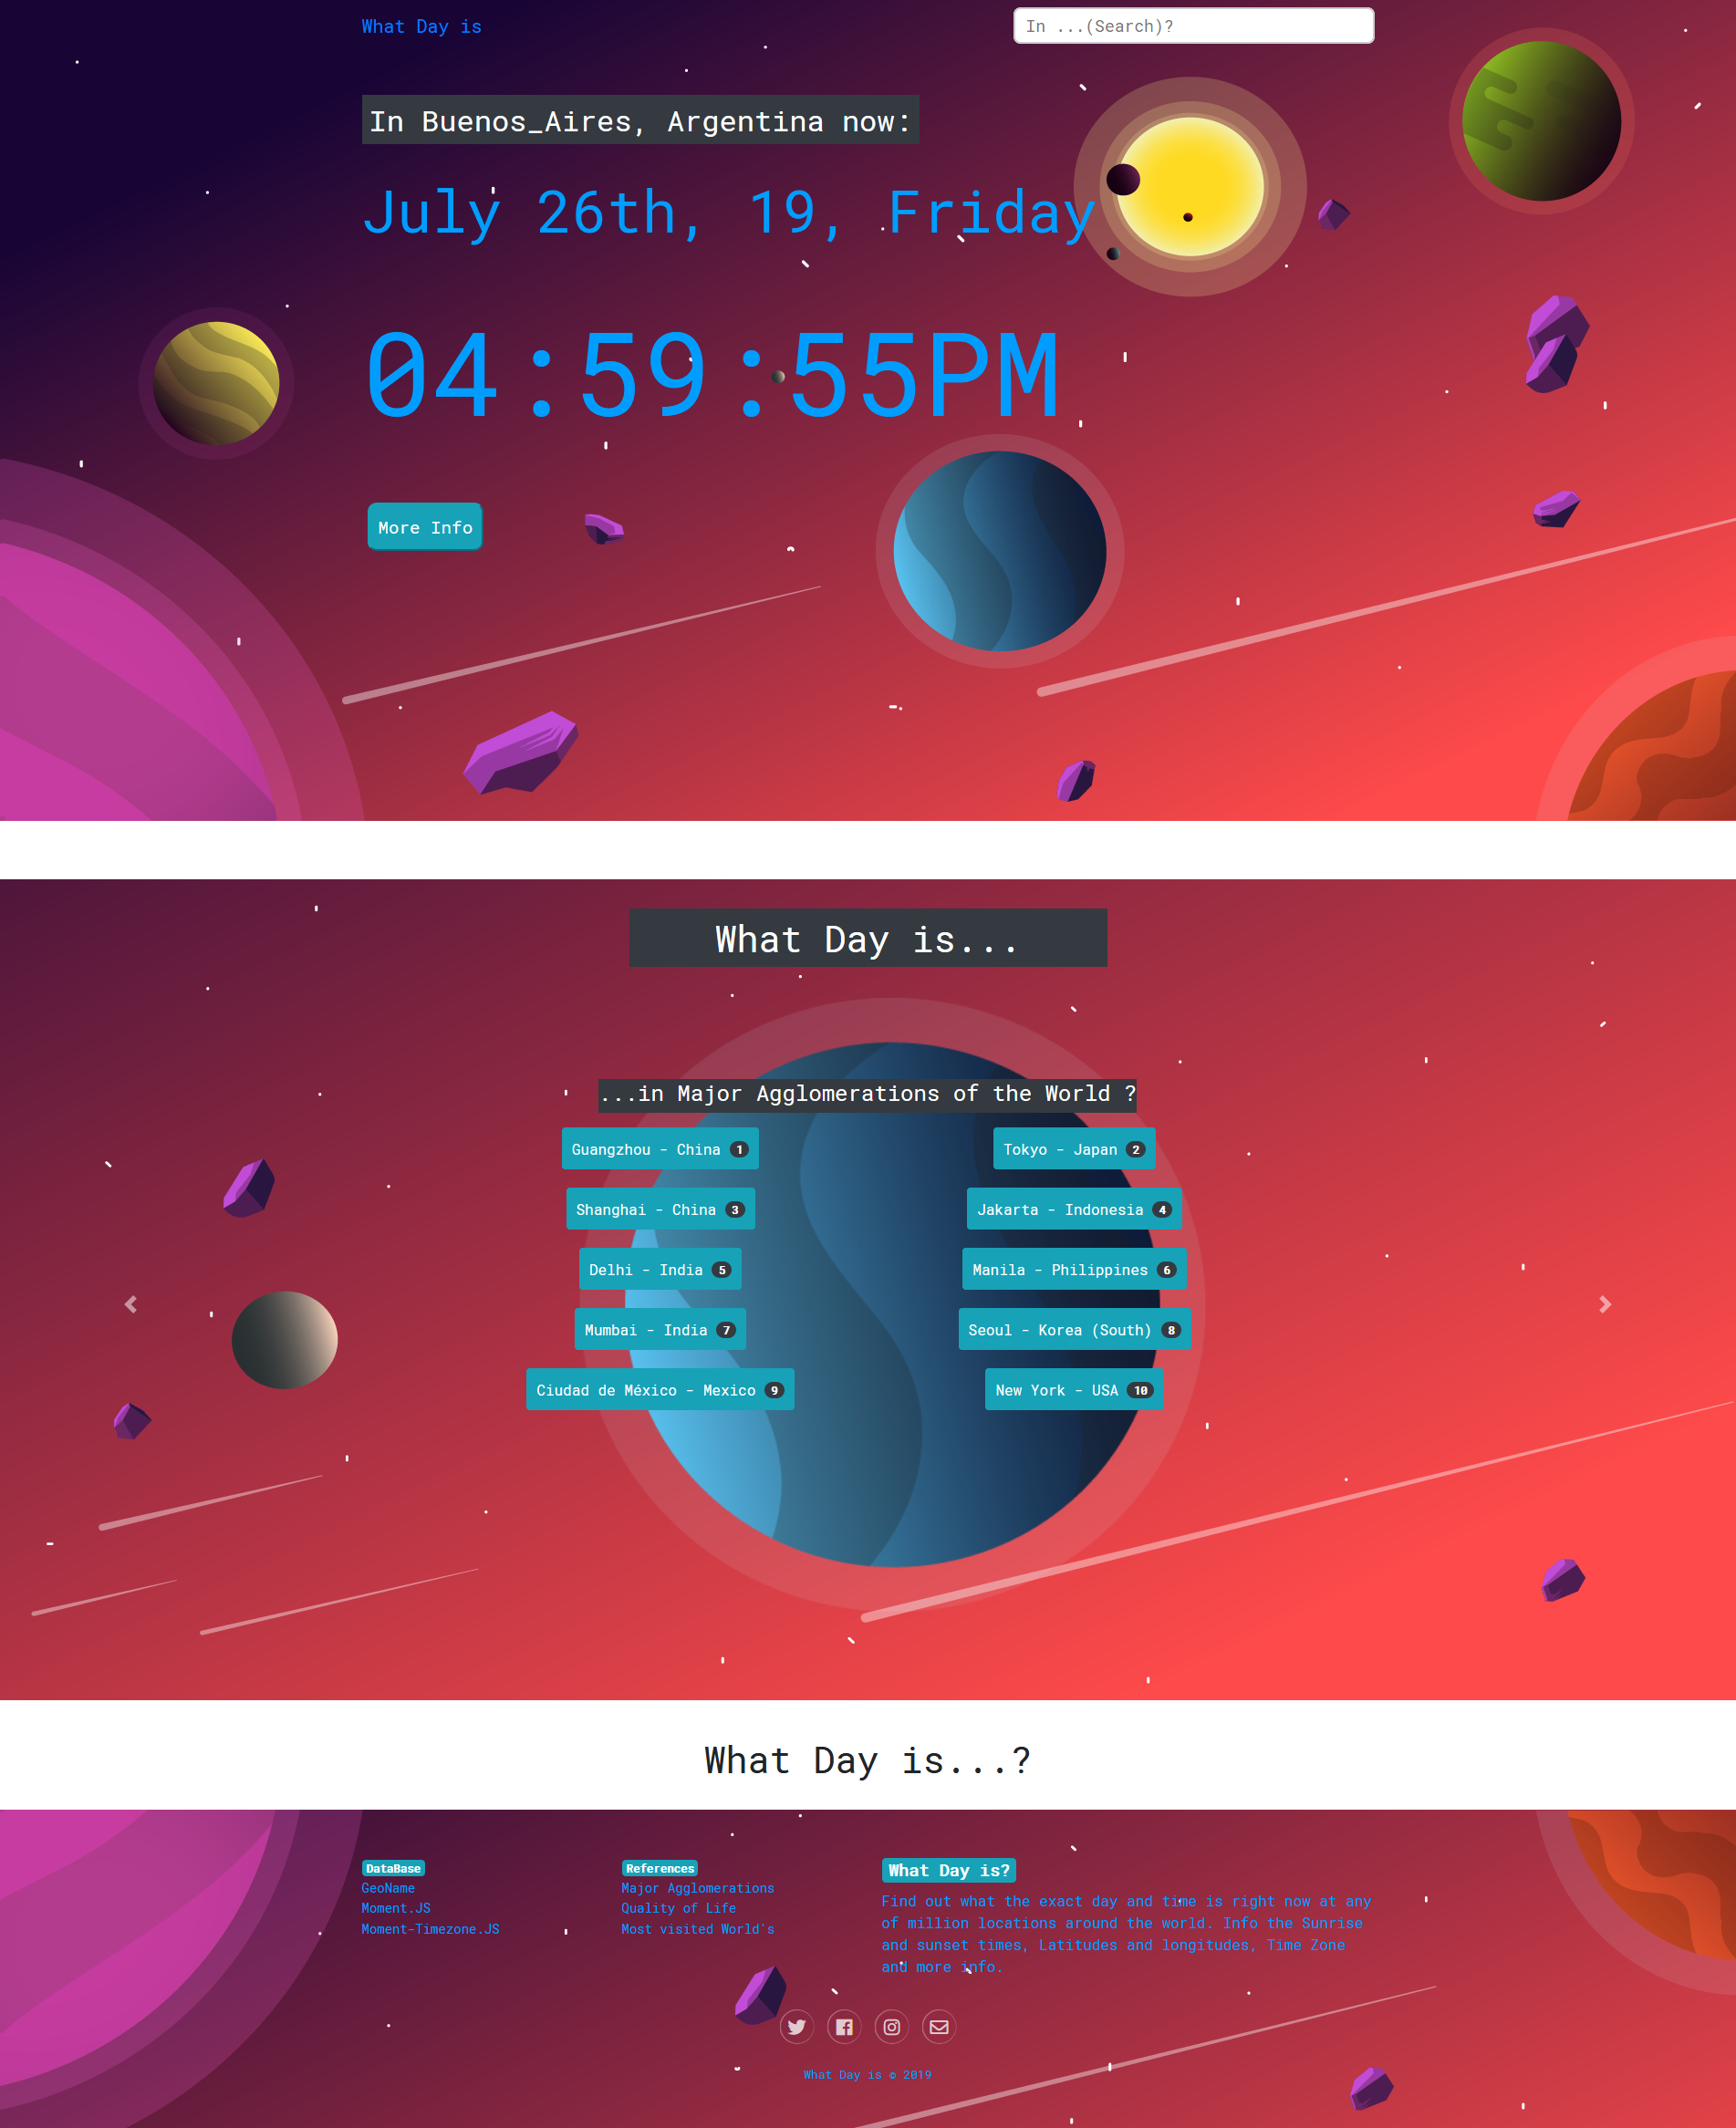 What Day is
In ...(Search)?
In Buenos_Aires, Argentina now:
July 26th, 19, Friday
04:59:55PM
More Info
What Day is...
...in Major Agglomerations of the World ?
Guangzhou - China 1
Tokyo - Japan 2
Shanghai - China 3
Jakarta - Indonesia 4
Delhi - India 5
Manila - Philippines 6
Mumbai - India 7
Seoul - Korea (South) 8
Ciudad de México - Mexico 9
New York - USA 10
What Day is...?
DataBase
GeoName
Moment.JS
Moment-Timezone.JS
References
Major Agglomerations
Quality of Life
Most visited World's
What Day is?
Find out what the exact day and time is right now at any
of million locations around the world. Info the Sunrise
and sunset times, Latitudes and longitudes, Time Zone
and more info.
What Day is © 2019